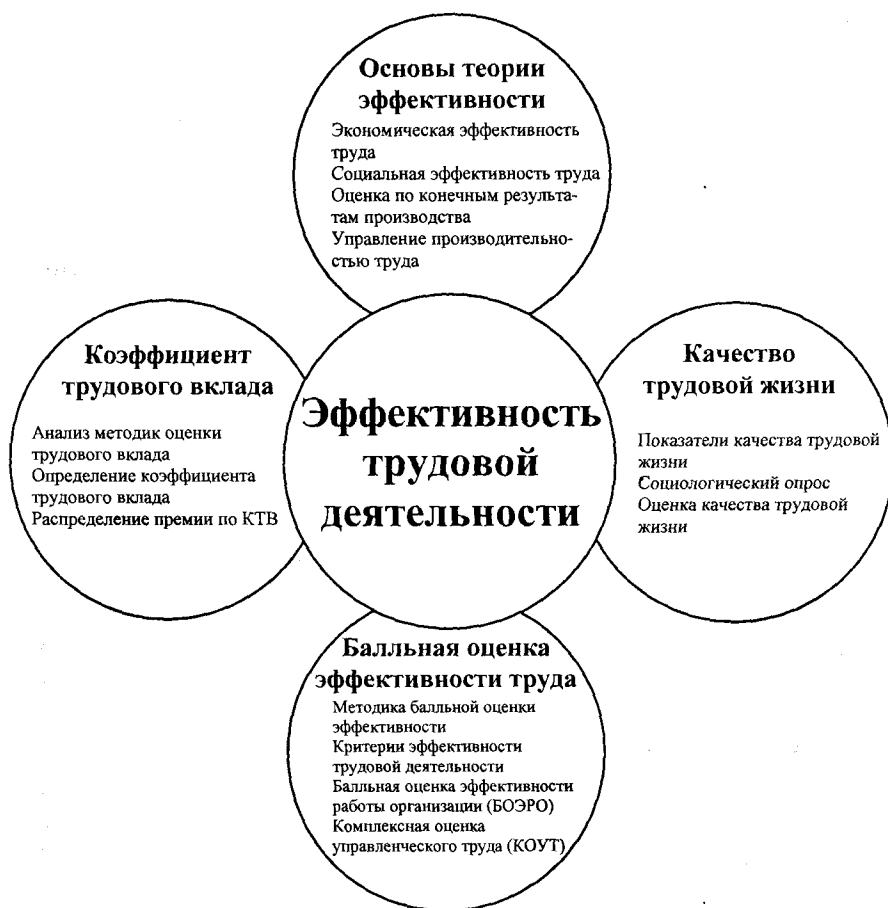 Основы теории
эффективности
Экономическая эффективность
труда
Социальная эффективность труда
Оценка по конечным результа-
там производства
Управление производительно-
стью труда
Коэффициент
трудового вклада
Анализ методик оценки
трудового вклада
Определение коэффициента
трудового вклада
Распределение премии по КТВ
Эффективность
трудовой
деятельности
Качество
трудовой жизни
Показатели качества трудовой
жизни
Социологический опрос
Оценка качества трудовой
жизни
Балльная оценка
эффективности труда
Методика балльной оценки
эффективности
Критерии эффективности
трудовой деятельности
Балльная оценка эффективности
работы организации (БОЭРО)
Комплексная оценка
управленческого труда (КОУТ)